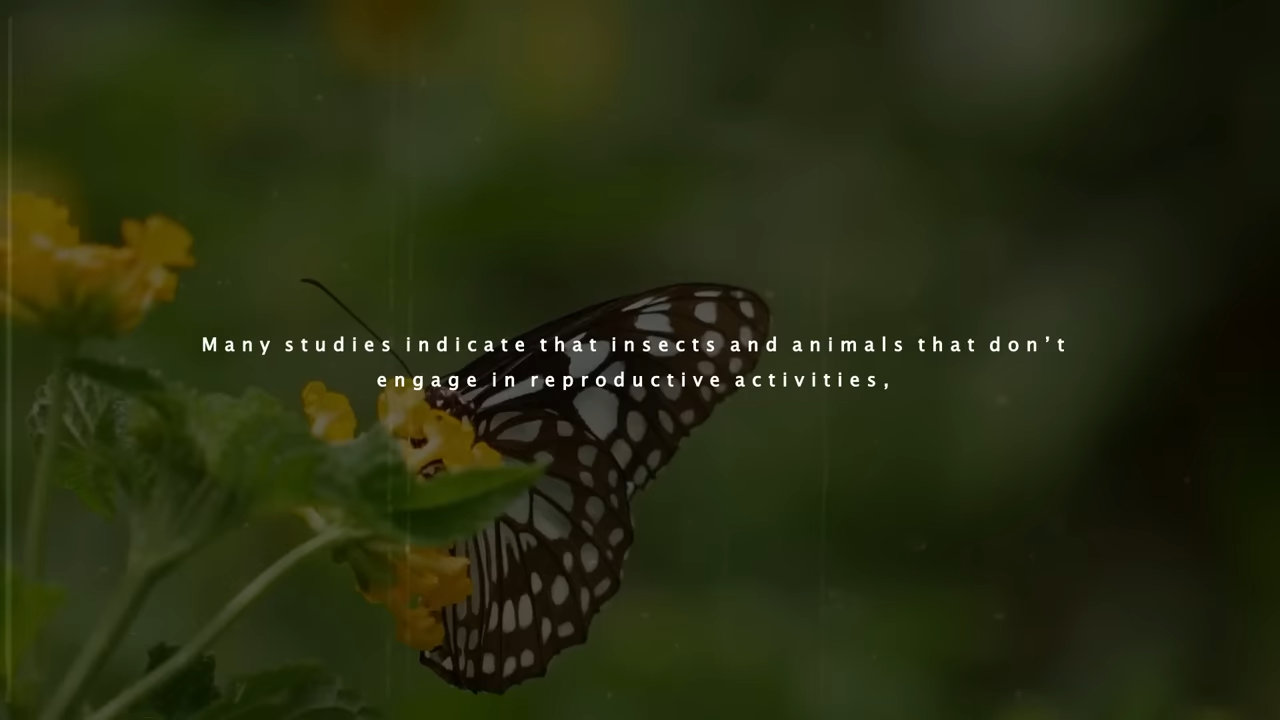 Many studies indicate that insects and animals that don’t
engage in reproductive activities,